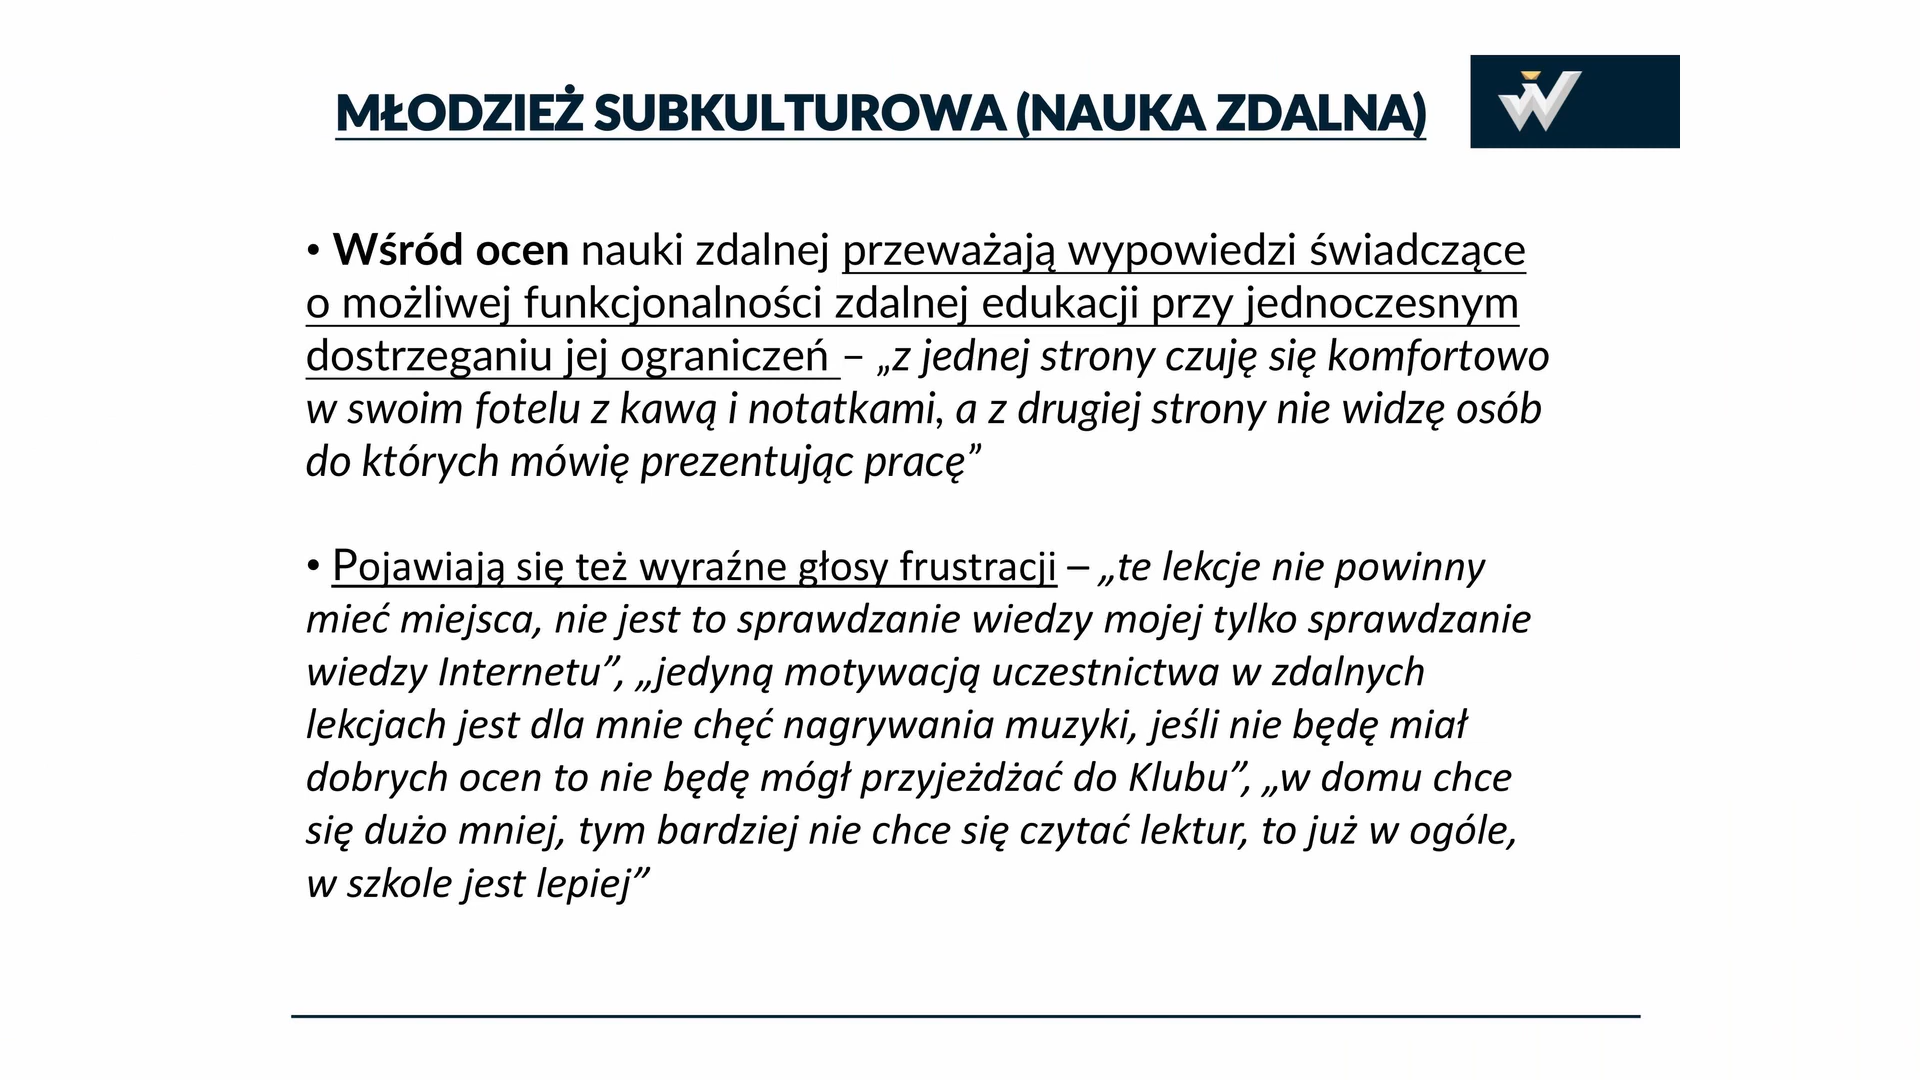 MŁODZIEŻ SUBKULTUROWA (NAUKA ZDALNA)
• Wśród ocen nauki zdalnej przeważają wypowiedzi świadczące
o możliwej funkcjonalności zdalnej edukacji przy jednoczesnym
dostrzeganiu jej ograniczeń – „z jednej strony czuję się komfortowo
w swoim fotelu z kawą i notatkami, a z drugiej strony nie widzę osób
do których mówię prezentując pracę”
• Pojawiają się też wyraźne głosy frustracji – „te lekcje nie powinny
mieć miejsca, nie jest to sprawdzanie wiedzy mojej tylko sprawdzanie
wiedzy Internetu”, „jedyną motywacją uczestnictwa w zdalnych
lekcjach jest dla mnie chęć nagrywania muzyki, jeśli nie będę miał
dobrych ocen to nie będę mógł przyjeżdżać do Klubu”, „w domu chce
się dużo mniej, tym bardziej nie chce się czytać lektur, to już w ogóle,
w szkole jest lepiej”